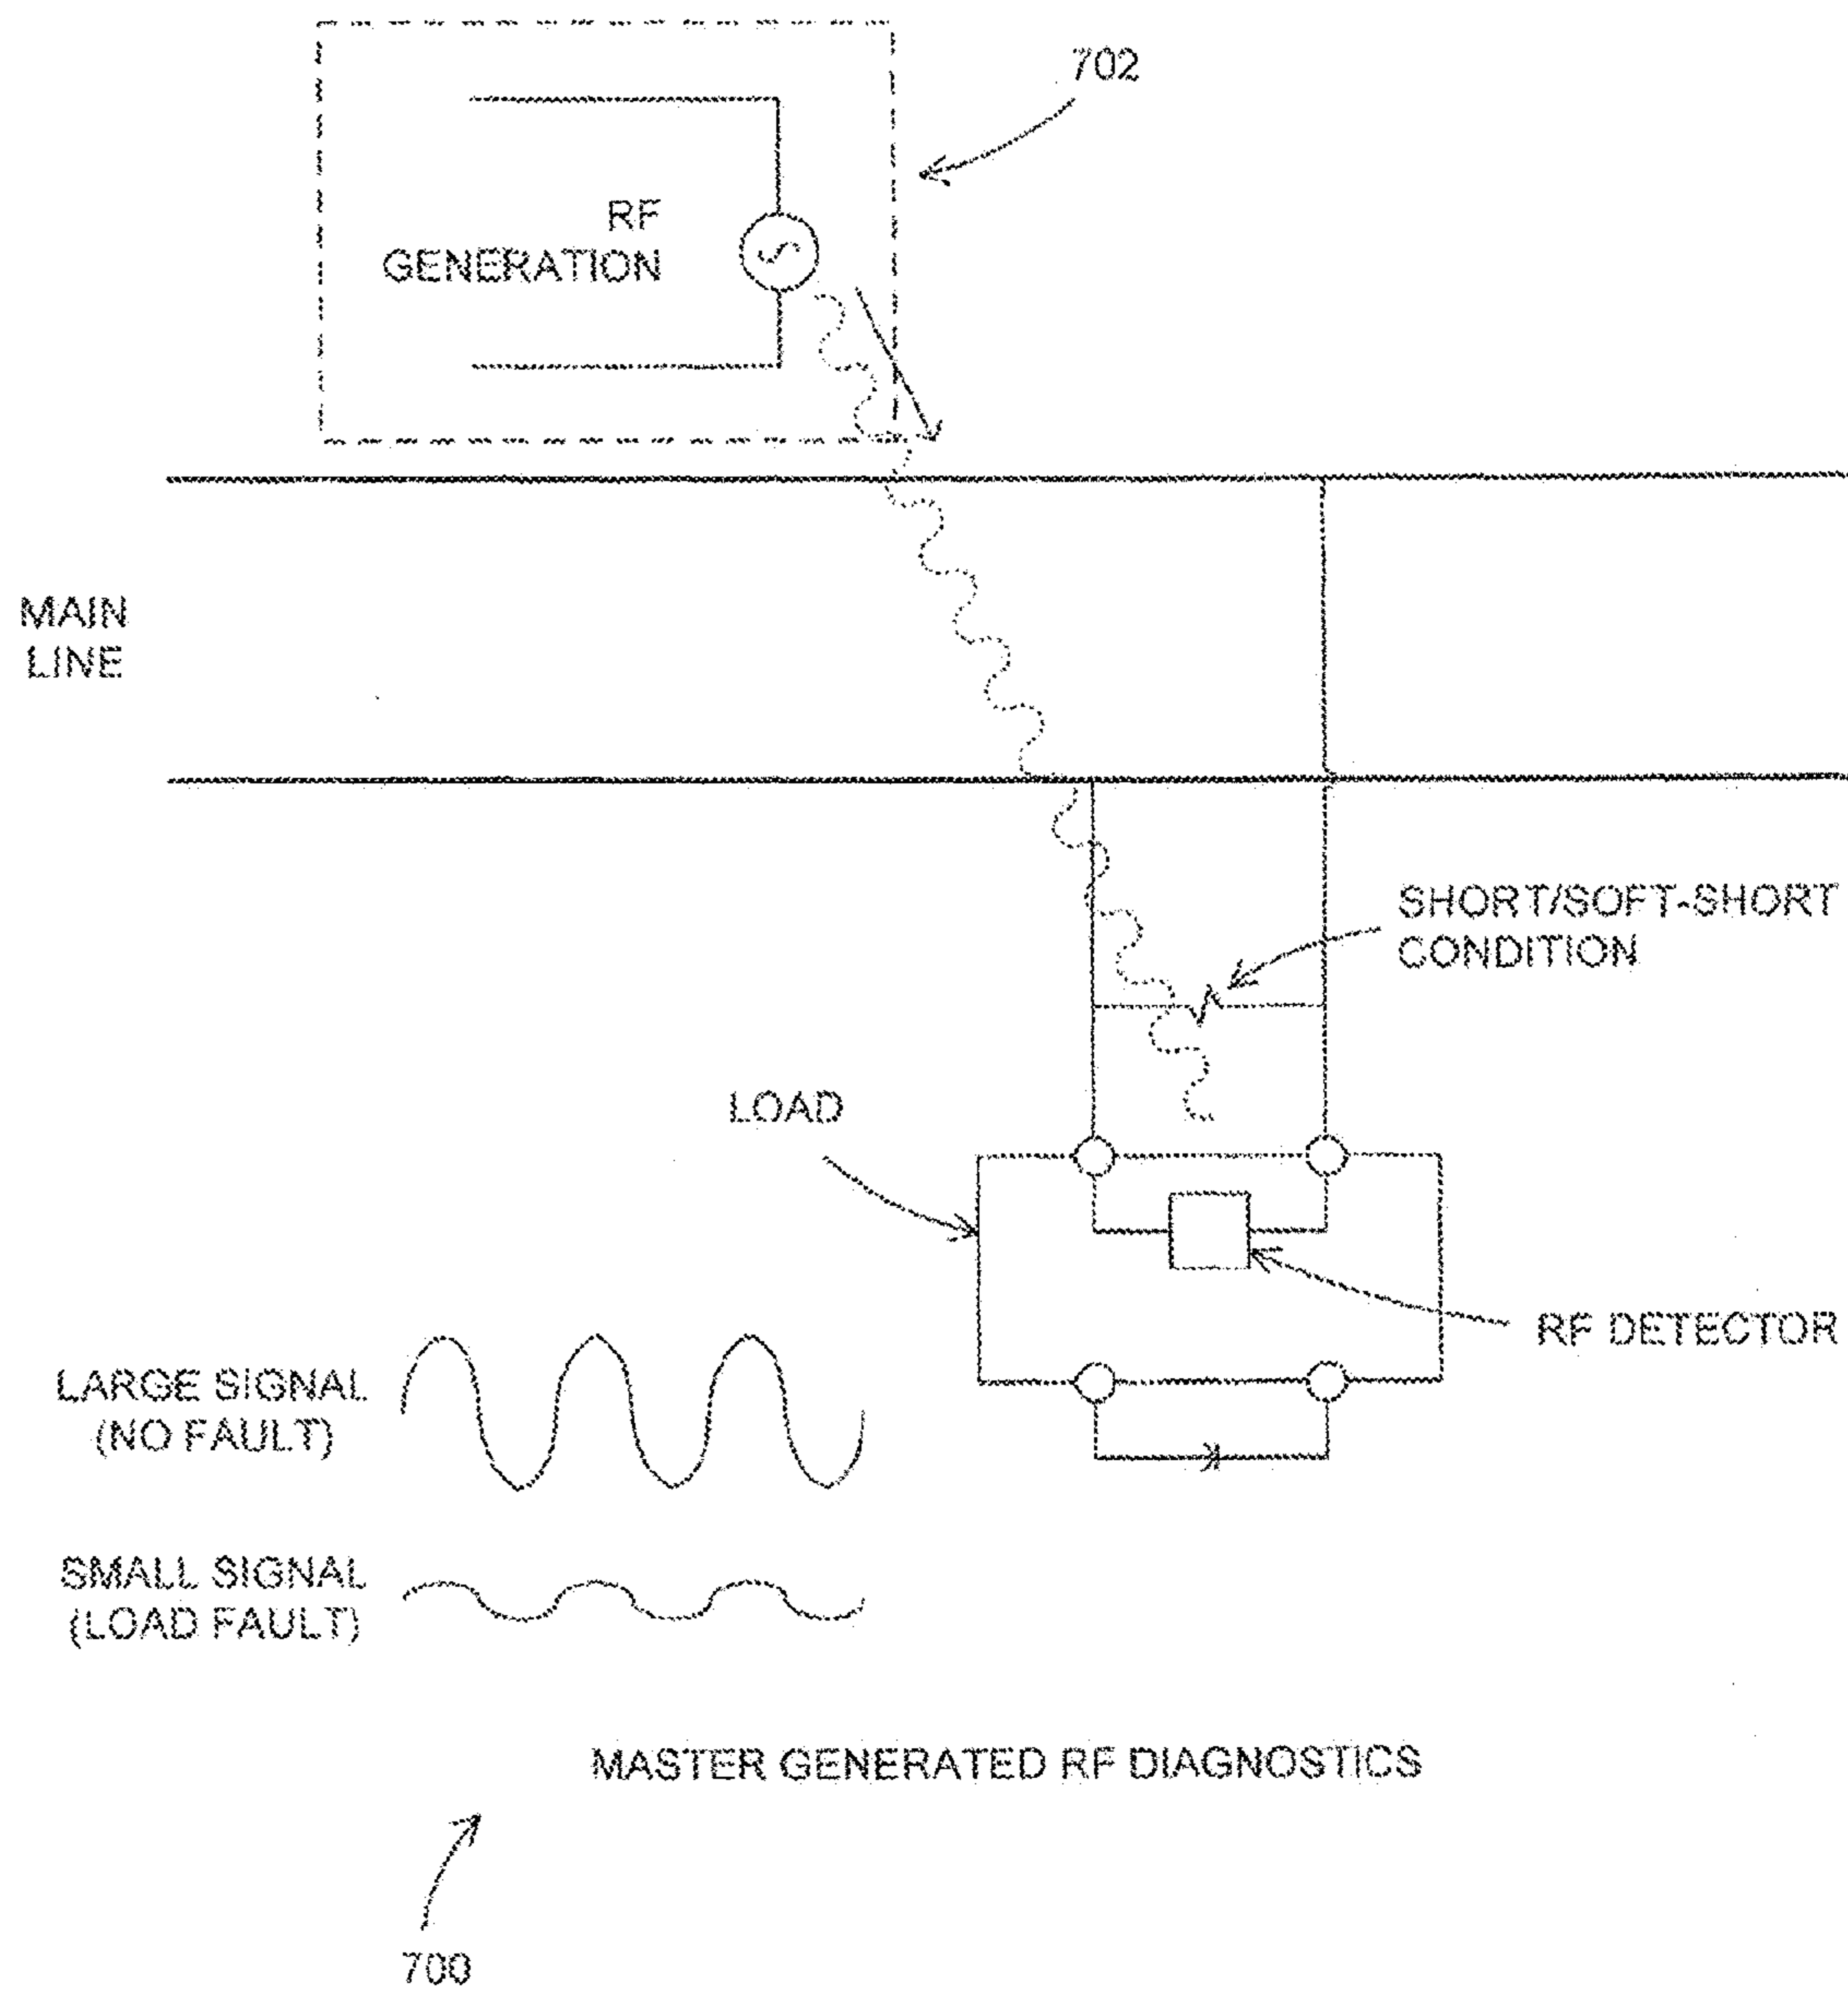 702
RF
GENERATION
MAIN
LINE
SHORT/SOFT-SHORT
CONDITION
LOAD
RF DETECTOR
LARGE SIGNAL
(NO FAULT)
SMALL SIGNAL
(LOAD FAULT)
MASTER GENERATED RF DIAGNOSTICS
700